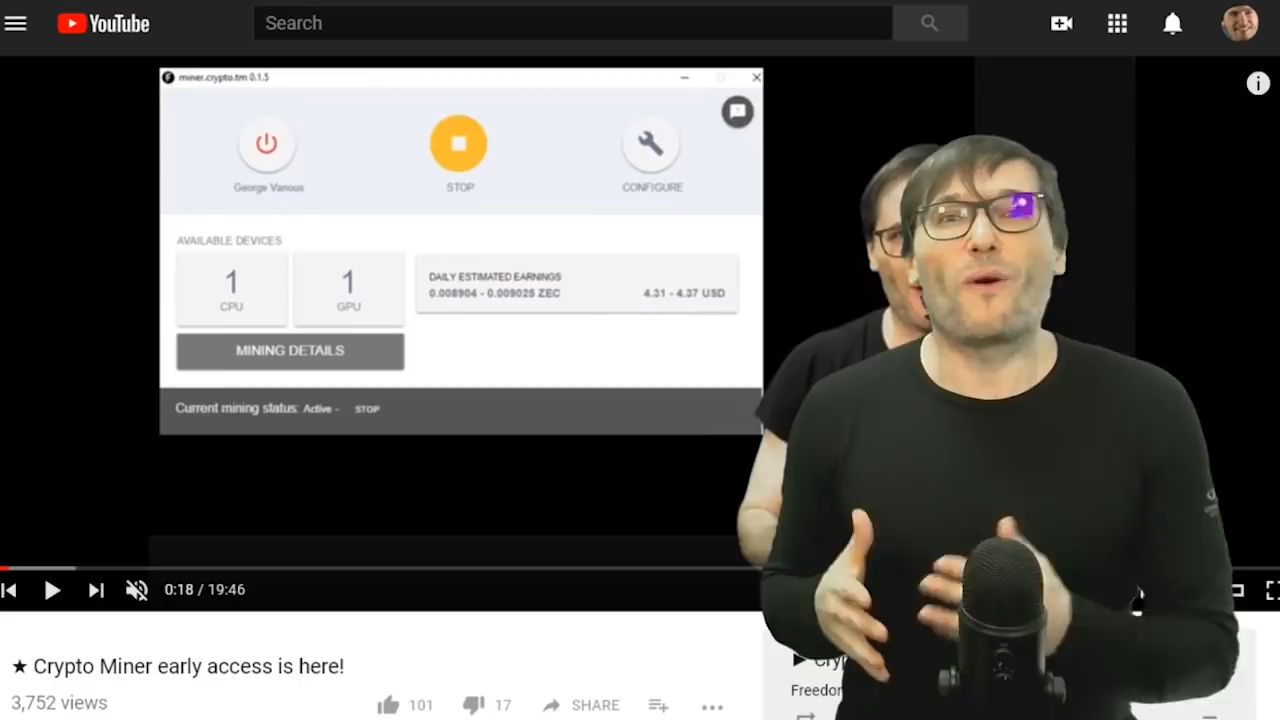 YouTube
Search
miner.crypto.tm 0.1.5
George Vanous
STOP
CONFIGURE
AVAILABLE DEVICES
1
CPU
1
GPU
DAILY ESTIMATED EARNINGS
0.008904 - 0.009025 ZEC
4.31 - 4.37 USD
MINING DETAILS
Current mining status: Active - STOP
0:18 / 19:46
★ Crypto Miner early access is here!
3,752 views
101
17
SHARE